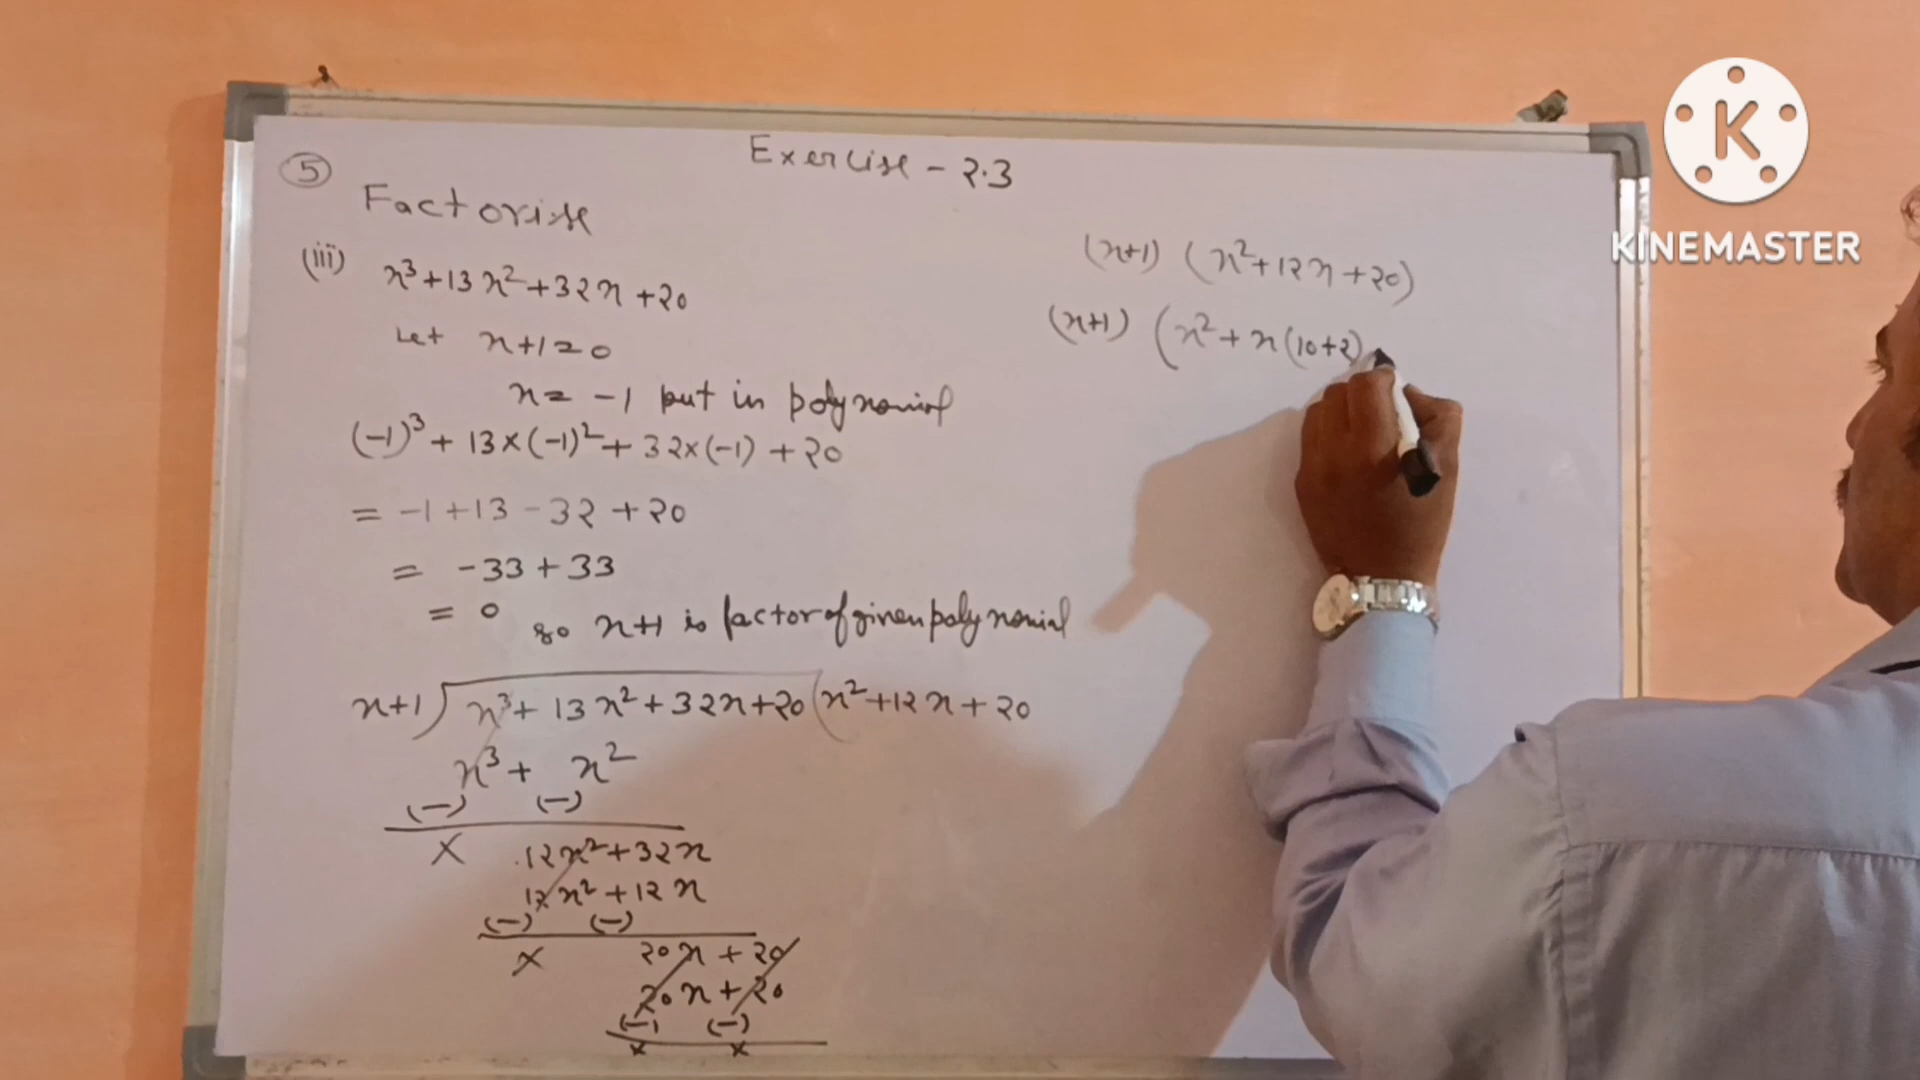 Exercise - 2.3
(5)
Factorise
(iii) x³+13x²+32x+20
Let x+1=0
x= -1 put in polynomial
(-1)³+ 13×(-1)²+ 32×(-1) +20
= -1+13-32+20
= -33+33
= 0 so x+1 is factor of given polynomial
x+1) x³+ 13x²+32x+20 (x²+12x+20
x³+ x²
(-) (-)
x 12x²+32x
12x²+12x
(-) (-)
x 20x+20
20x+20
(-) (-)
x x
(x+1) (x²+12x+20)
(x+1) (x²+x(10+2)
K
KINEMASTER